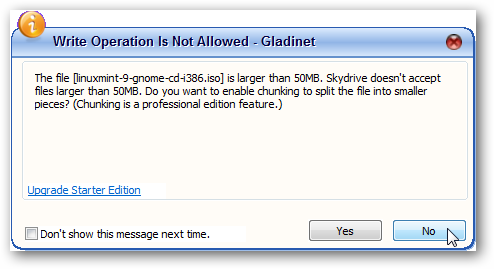 Write Operation Is Not Allowed - Gladinet
The file [linuxmint-9-gnome-cd-i386.iso] is larger than 50MB. Skydrive doesn't accept
files larger than 50MB. Do you want to enable chunking to split the file into smaller
pieces? (Chunking is a professional edition feature.)
Upgrade Starter Edition
Don't show this message next time.
Yes
No